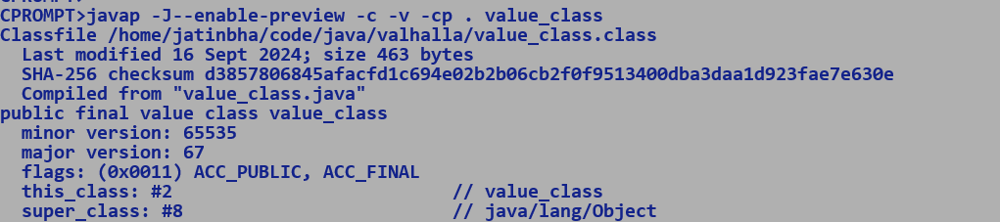 CPROMPT>javap -J--enable-preview -c -v -cp . value_class
Classfile /home/jatinbha/code/java/valhalla/value_class.class
  Last modified 16 Sept 2024; size 463 bytes
  SHA-256 checksum d3857806845afacfd1c694e02b2b06cb2f0f9513400dba3daa1d923fae7e630e
  Compiled from "value_class.java"
public final value class value_class
  minor version: 65535
  major version: 67
  flags: (0x0011) ACC_PUBLIC, ACC_FINAL
  this_class: #2                          // value_class
  super_class: #8                         // java/lang/Object